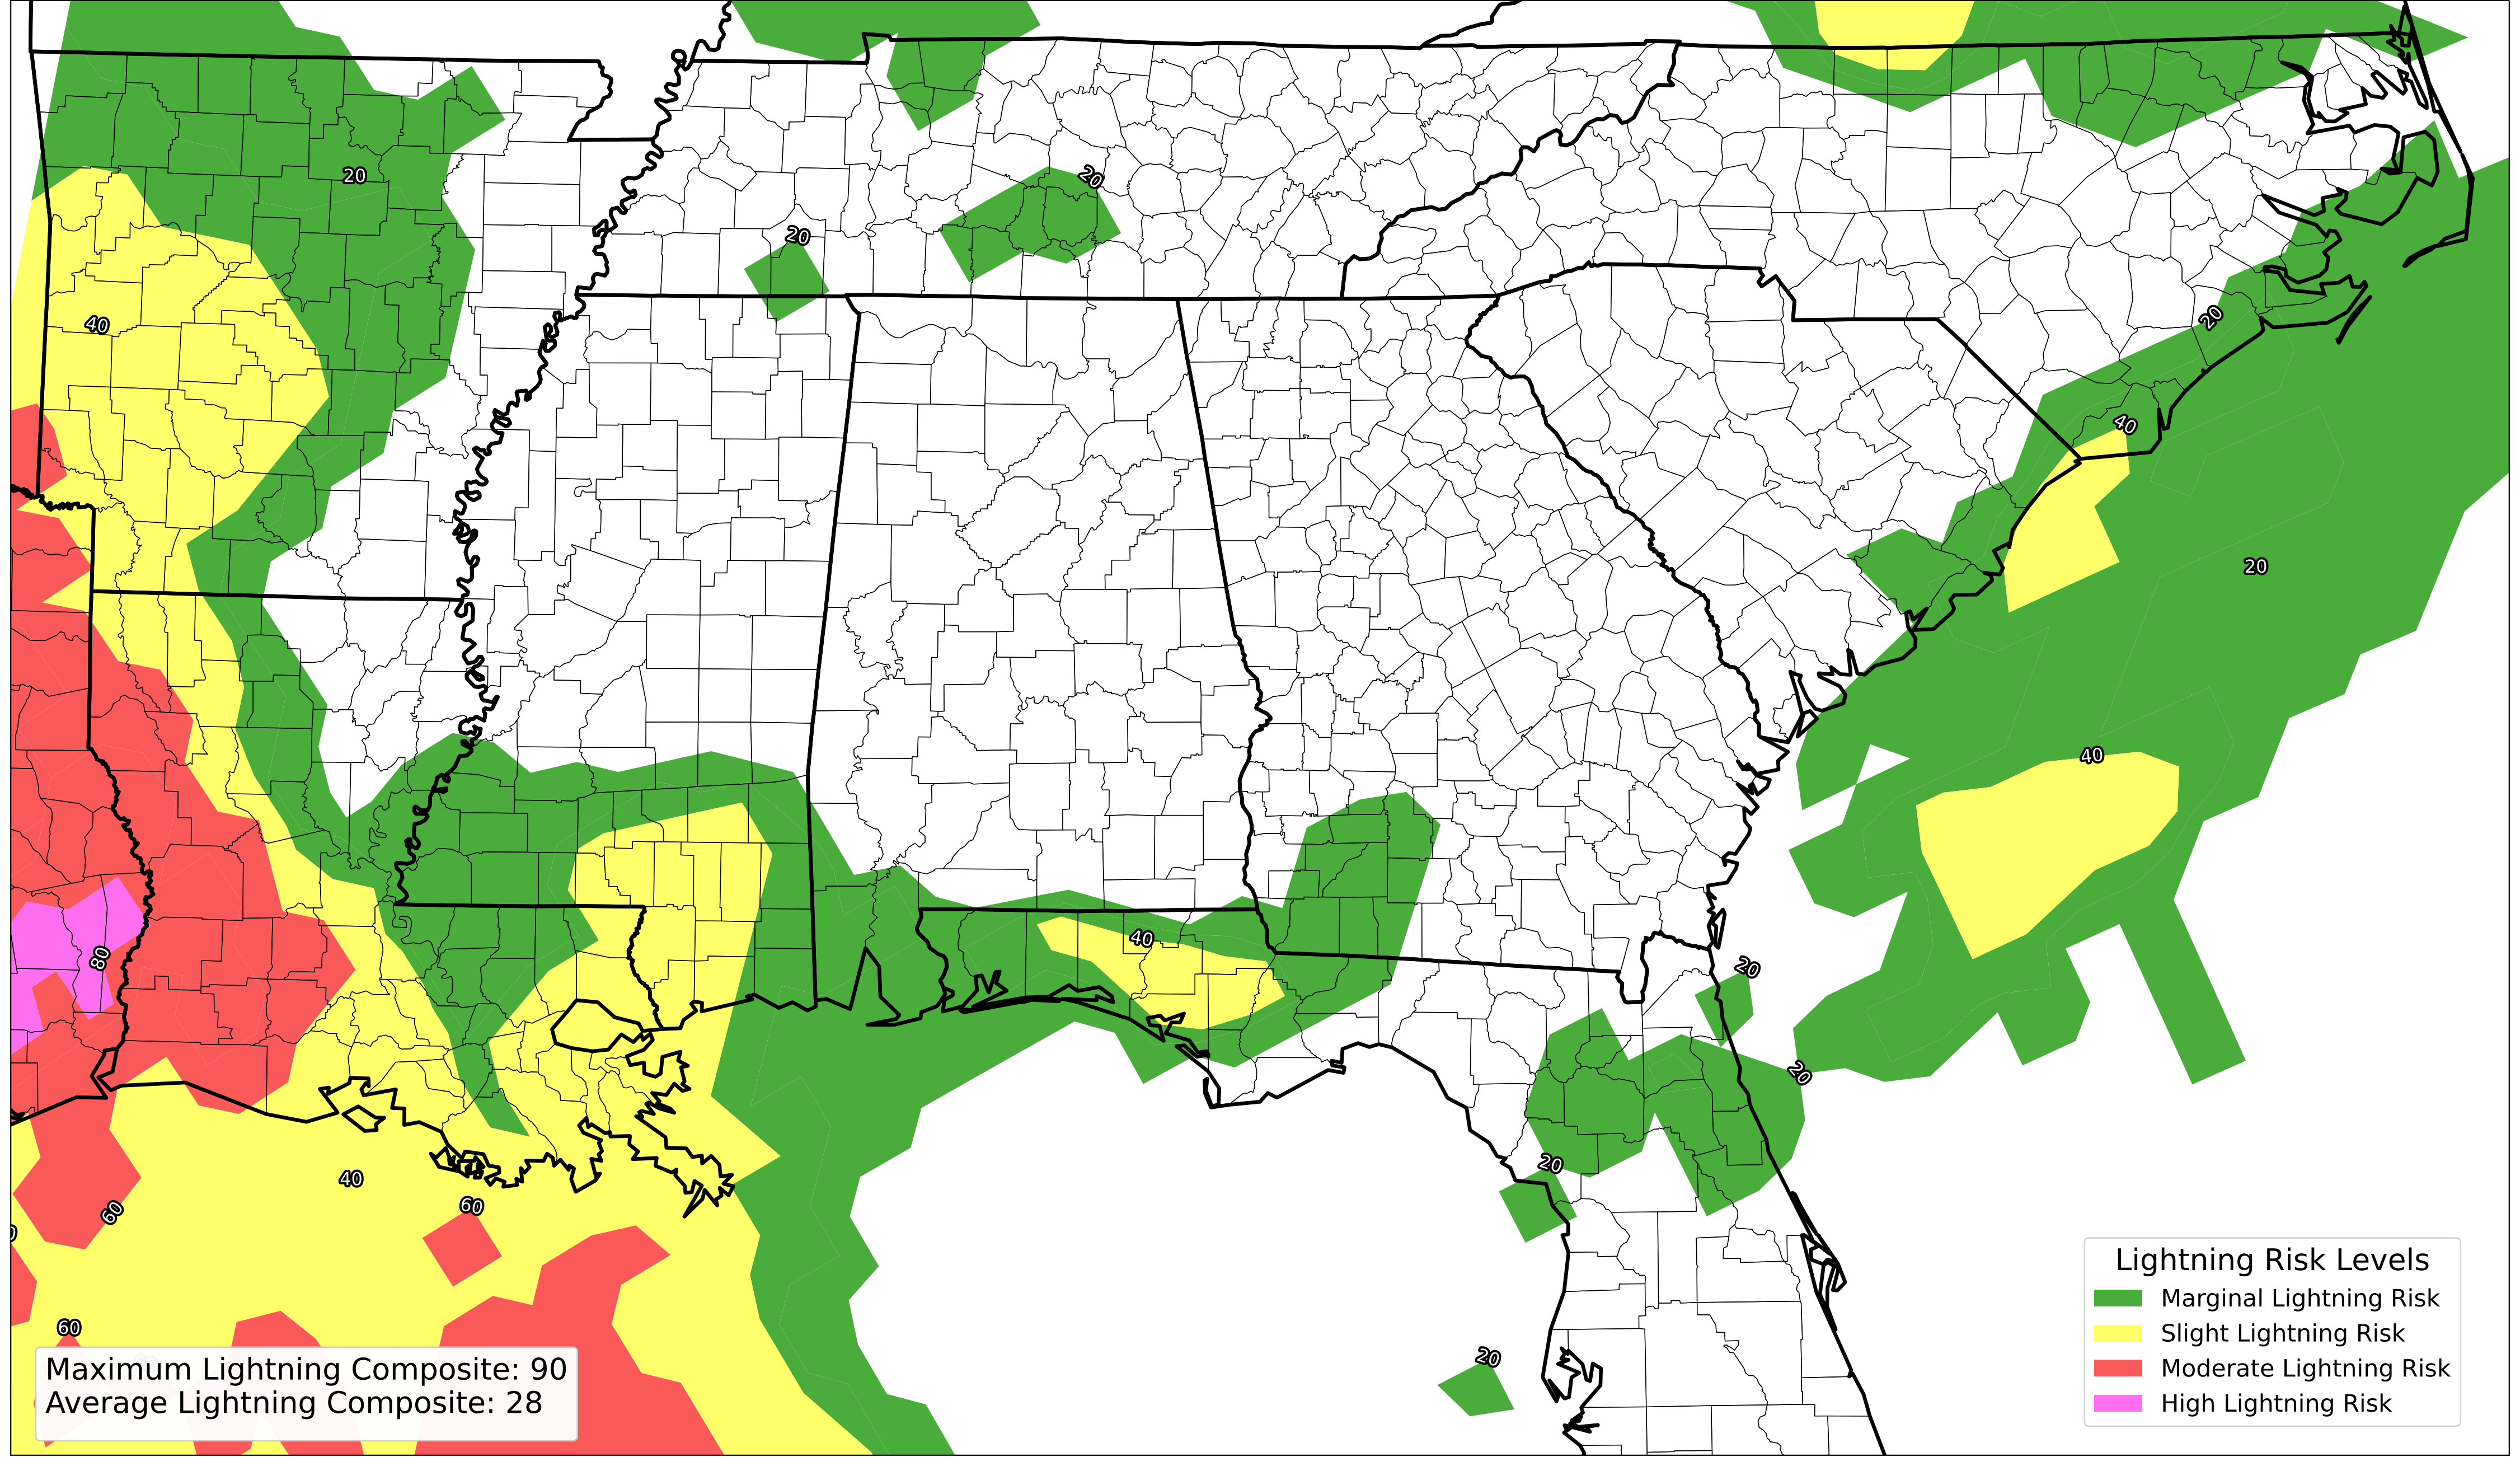 20
20
20
40
20
40
20
40
40
80
20
20
20
40
60
60
60
20
Lightning Risk Levels
Marginal Lightning Risk
Slight Lightning Risk
Moderate Lightning Risk
High Lightning Risk
Maximum Lightning Composite: 90
Average Lightning Composite: 28